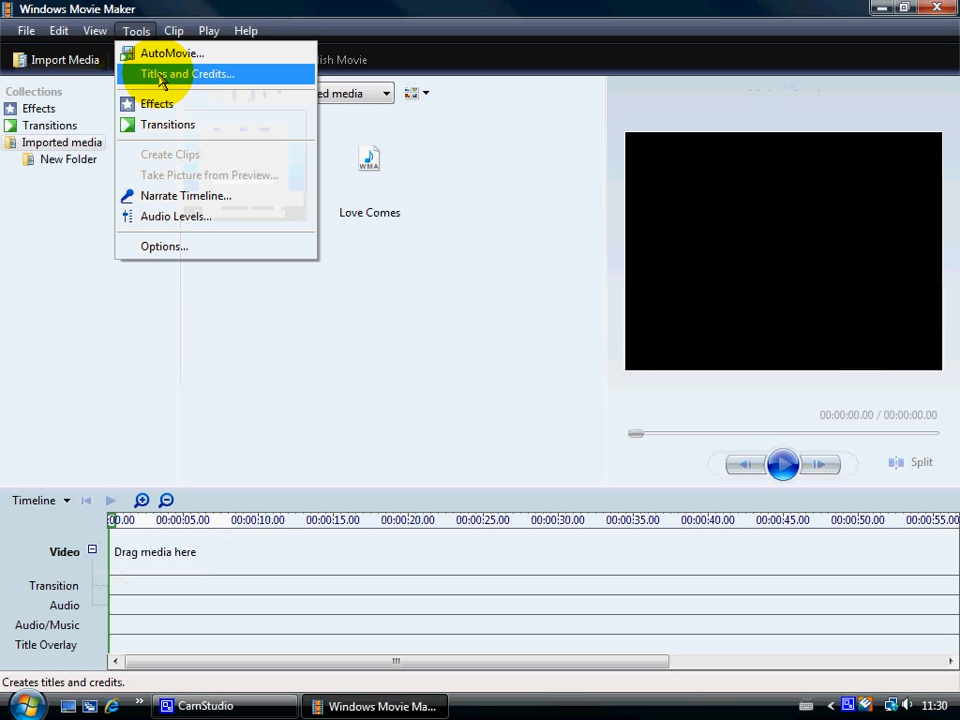 Windows Movie Maker
File Edit View Tools Clip Play Help
Import Media
lish Movie
AutoMovie...
Titles and Credits...
Effects
Transitions
Create Clips
Take Picture from Preview...
Narrate Timeline...
Audio Levels...
Options...
Collections
Effects
Transitions
Imported media
New Folder
ed media
WMA
Love Comes
00:00:00.00 / 00:00:00.00
Split
Timeline
:00.00 00:00:05.00 00:00:10.00 00:00:15.00 00:00:20.00 00:00:25.00 00:00:30.00 00:00:35.00 00:00:40.00 00:00:45.00 00:00:50.00 00:00:55.00
Video
Drag media here
Transition
Audio
Audio/Music
Title Overlay
Creates titles and credits.
CamStudio
Windows Movie Ma...
11:30